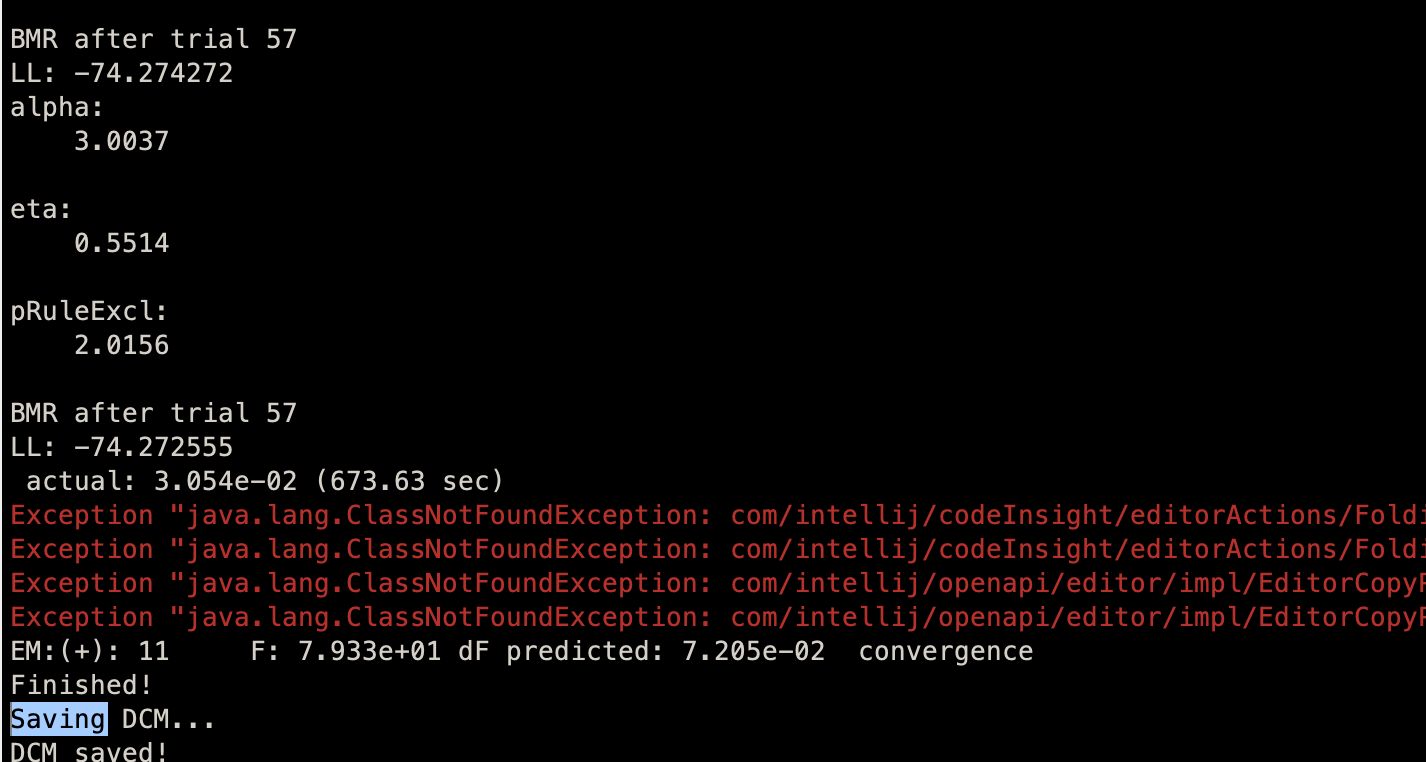 BMR after trial 57
LL: -74.274272
alpha:
3.0037
eta:
0.5514
pRuleExcl:
2.0156
BMR after trial 57
LL: -74.272555
actual: 3.054e-02 (673.63 sec)
Exception "java.lang.ClassNotFoundException: com/intellij/codeInsight/editorActions/Foldi
Exception "java.lang.ClassNotFoundException: com/intellij/codeInsight/editorActions/Foldi
Exception "java.lang.ClassNotFoundException: com/intellij/openapi/editor/impl/EditorCopyP
Exception "java.lang.ClassNotFoundException: com/intellij/openapi/editor/impl/EditorCopyP
EM:(+): 11 F: 7.933e+01 dF predicted: 7.205e-02 convergence
Finished!
Saving DCM...
DCM saved!